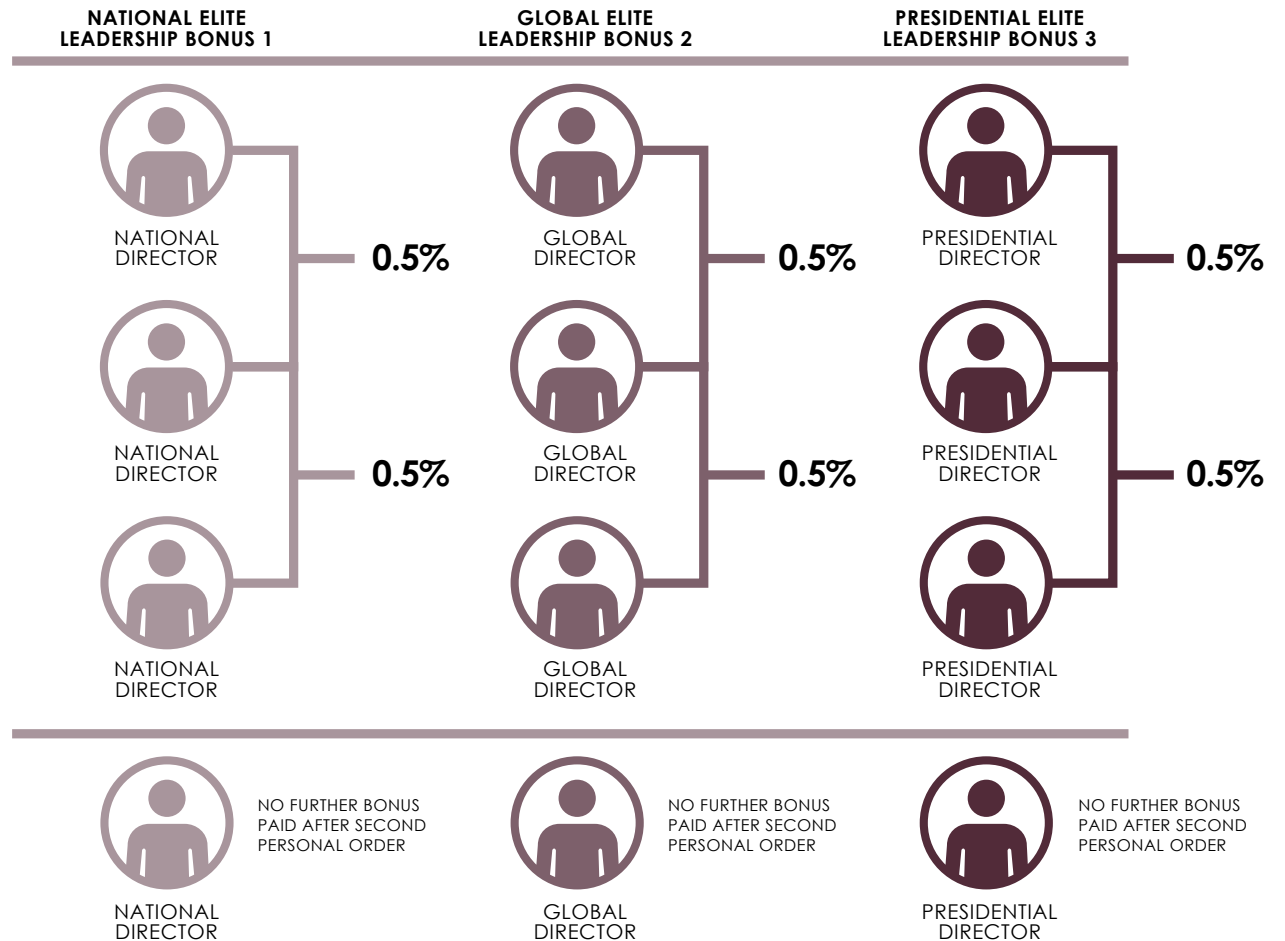 NATIONAL ELITE
LEADERSHIP BONUS 1
GLOBAL ELITE
LEADERSHIP BONUS 2
PRESIDENTIAL ELITE
LEADERSHIP BONUS 3
NATIONAL
DIRECTOR
0.5%
GLOBAL
DIRECTOR
0.5%
PRESIDENTIAL
DIRECTOR
0.5%
NATIONAL
DIRECTOR
0.5%
GLOBAL
DIRECTOR
0.5%
PRESIDENTIAL
DIRECTOR
0.5%
NATIONAL
DIRECTOR
GLOBAL
DIRECTOR
PRESIDENTIAL
DIRECTOR
NO FURTHER BONUS
PAID AFTER SECOND
PERSONAL ORDER
NATIONAL
DIRECTOR
NO FURTHER BONUS
PAID AFTER SECOND
PERSONAL ORDER
GLOBAL
DIRECTOR
NO FURTHER BONUS
PAID AFTER SECOND
PERSONAL ORDER
PRESIDENTIAL
DIRECTOR